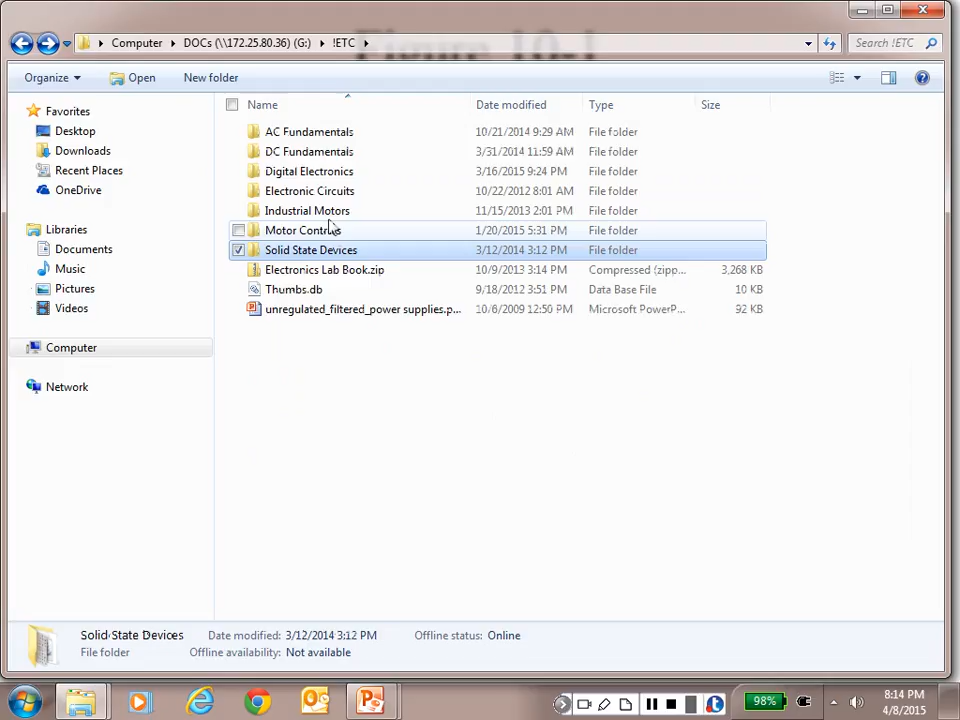 Figure 10-1
Computer DOCs (\\172.25.80.36) (G:) !ETC
Search !ETC
Organize Open New folder
Name Date modified Type Size
Favorites
Desktop
Downloads
Recent Places
OneDrive
Libraries
Documents
Music
Pictures
Videos
Computer
Network
AC Fundamentals 10/21/2014 9:29 AM File folder
DC Fundamentals 3/31/2014 11:59 AM File folder
Digital Electronics 3/16/2015 9:24 PM File folder
Electronic Circuits 10/22/2012 8:01 AM File folder
Industrial Motors 11/15/2013 2:01 PM File folder
Motor Controls 1/20/2015 5:31 PM File folder
Solid State Devices 3/12/2014 3:12 PM File folder
Electronics Lab Book.zip 10/9/2013 3:14 PM Compressed (zipp... 3,268 KB
Thumbs.db 9/18/2012 3:51 PM Data Base File 10 KB
unregulated_filtered_power supplies.p... 10/6/2009 12:50 PM Microsoft PowerP... 92 KB
Solid State Devices Date modified: 3/12/2014 3:12 PM Offline status: Online
File folder Offline availability: Not available
98%
8:14 PM
4/8/2015